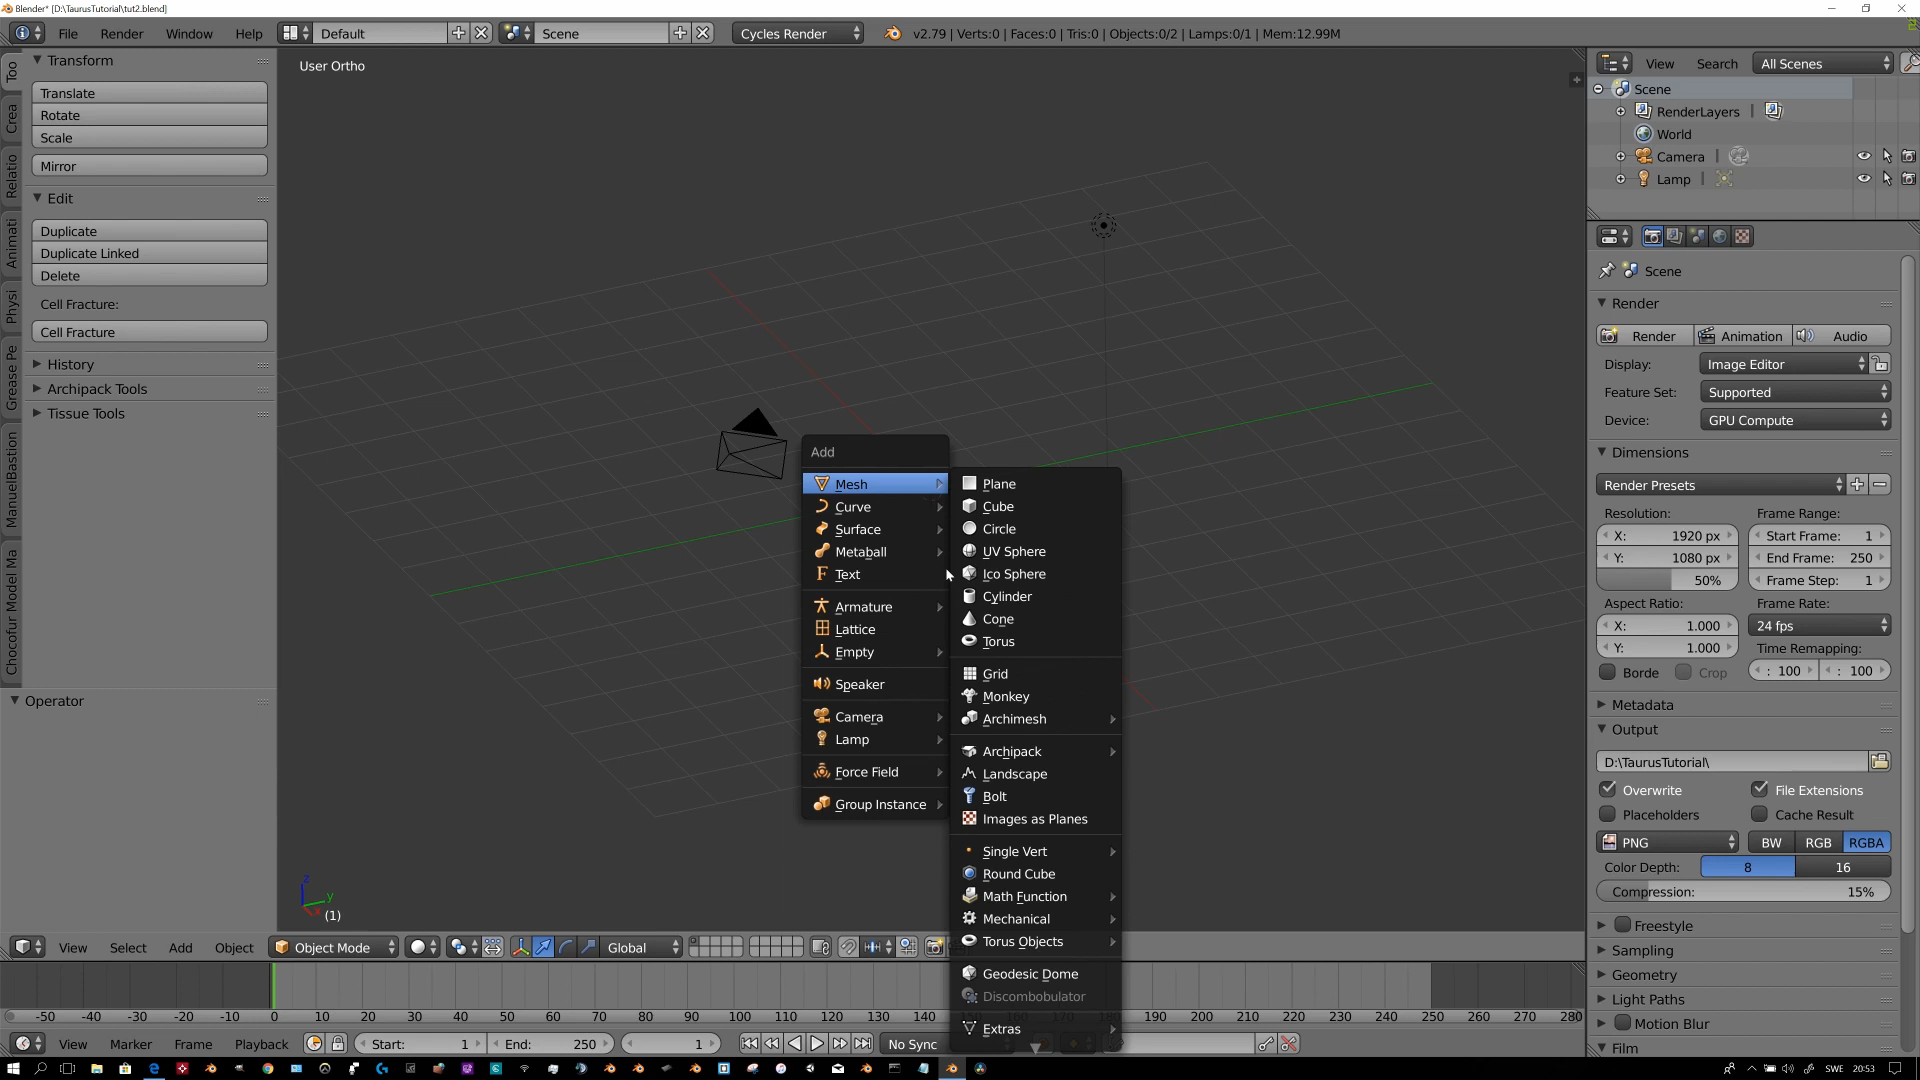 Blender* [D:\TaurusTutorial\tut2.blend]
File Render Window Help Default Scene Cycles Render v2.79 | Verts:0 | Faces:0 | Tris:0 | Objects:0/2 | Lamps:0/1 | Mem:12.99M
Too
Crea
Relatio
Animati
Physi
Grease Pe
ManuelBastion
Chocofur Model Ma
Transform
Translate
Rotate
Scale
Mirror
Edit
Duplicate
Duplicate Linked
Delete
Cell Fracture:
Cell Fracture
History
Archipack Tools
Tissue Tools
Operator
User Ortho
Add
Mesh
Curve
Surface
Metaball
Text
Armature
Lattice
Empty
Speaker
Camera
Lamp
Force Field
Group Instance
Plane
Cube
Circle
UV Sphere
Ico Sphere
Cylinder
Cone
Torus
Grid
Monkey
Archimesh
Archipack
Landscape
Bolt
Images as Planes
Single Vert
Round Cube
Math Function
Mechanical
Torus Objects
Geodesic Dome
Discombobulator
Extras
z
y
x
(1)
View Select Add Object Object Mode Global
-50 -40 -30 -20 -10 0 10 20 30 40 50 60 70 80 90 100 110 120 130 140 190 200 210 220 230 240 250 260 270
View Marker Frame Playback Start: 1 End: 250 1 No Sync
View Search All Scenes
Scene
RenderLayers |
World
Camera |
Lamp |
Scene
Render
Render Animation Audio
Display: Image Editor
Feature Set: Supported
Device: GPU Compute
Dimensions
Render Presets
Resolution: Frame Range:
X: 1920 px Start Frame: 1
Y: 1080 px End Frame: 250
50% Frame Step: 1
Aspect Ratio: Frame Rate:
X: 1.000 24 fps
Y: 1.000 Time Remapping:
Borde Crop : 100 : 100
Metadata
Output
D:\TaurusTutorial\
Overwrite File Extensions
Placeholders Cache Result
PNG BW RGB RGBA
Color Depth: 8 16
Compression: 15%
Freestyle
Sampling
Geometry
Light Paths
Motion Blur
Film
SWE 20:53